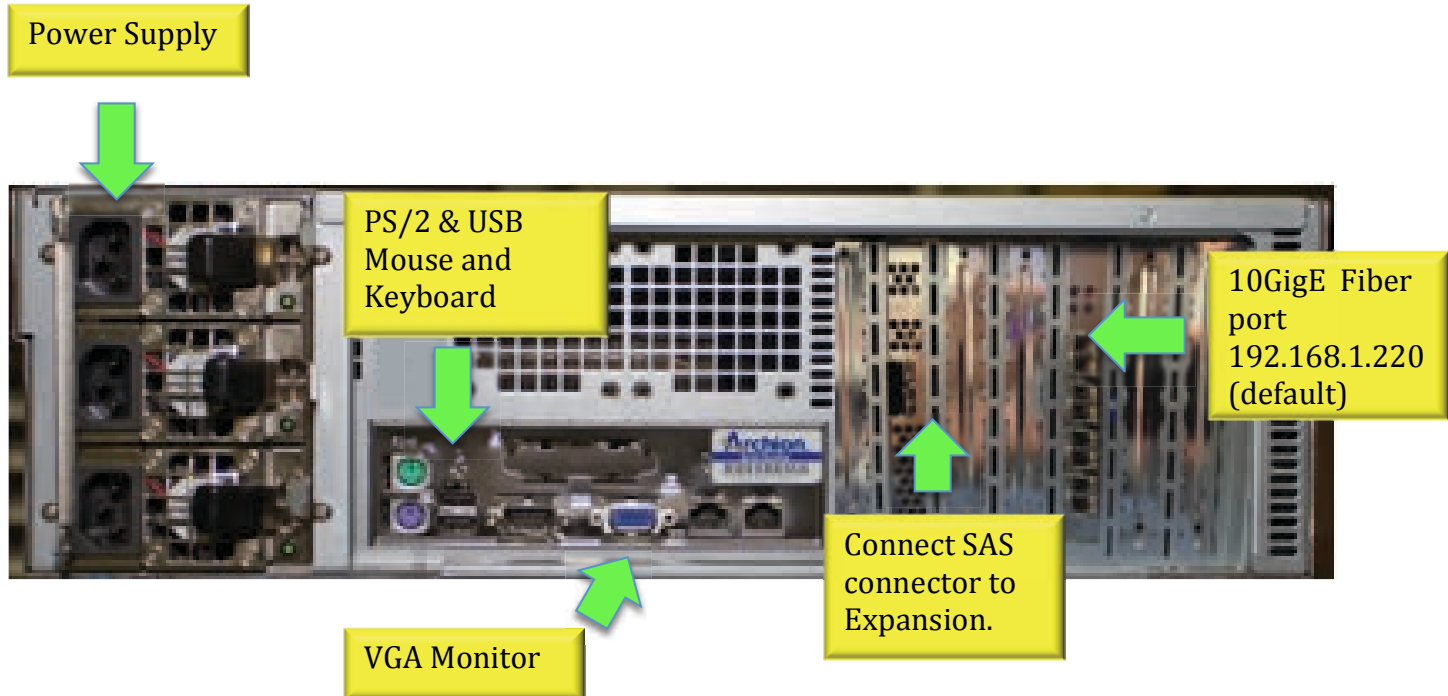 Power Supply
PS/2 & USB
Mouse and
Keyboard
10GigE Fiber
port
192.168.1.220
(default)
Archion
Connect SAS
connector to
Expansion.
VGA Monitor